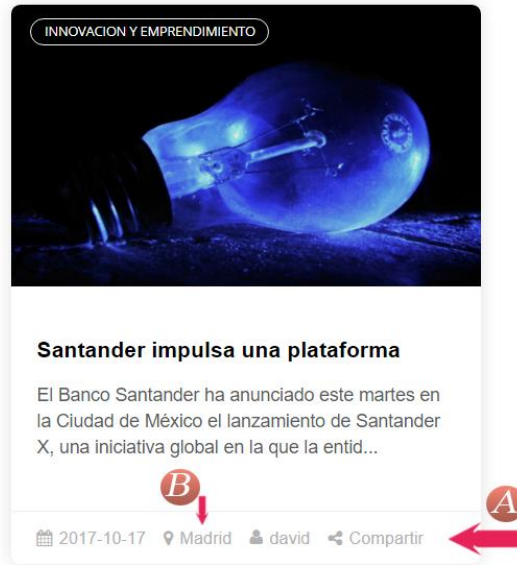 INNOVACION Y EMPRENDIMIENTO
Santander impulsa una plataforma
El Banco Santander ha anunciado este martes en
la Ciudad de México el lanzamiento de Santander
X, una iniciativa global en la que la entid...
B
A
2017-10-17 Madrid david Compartir